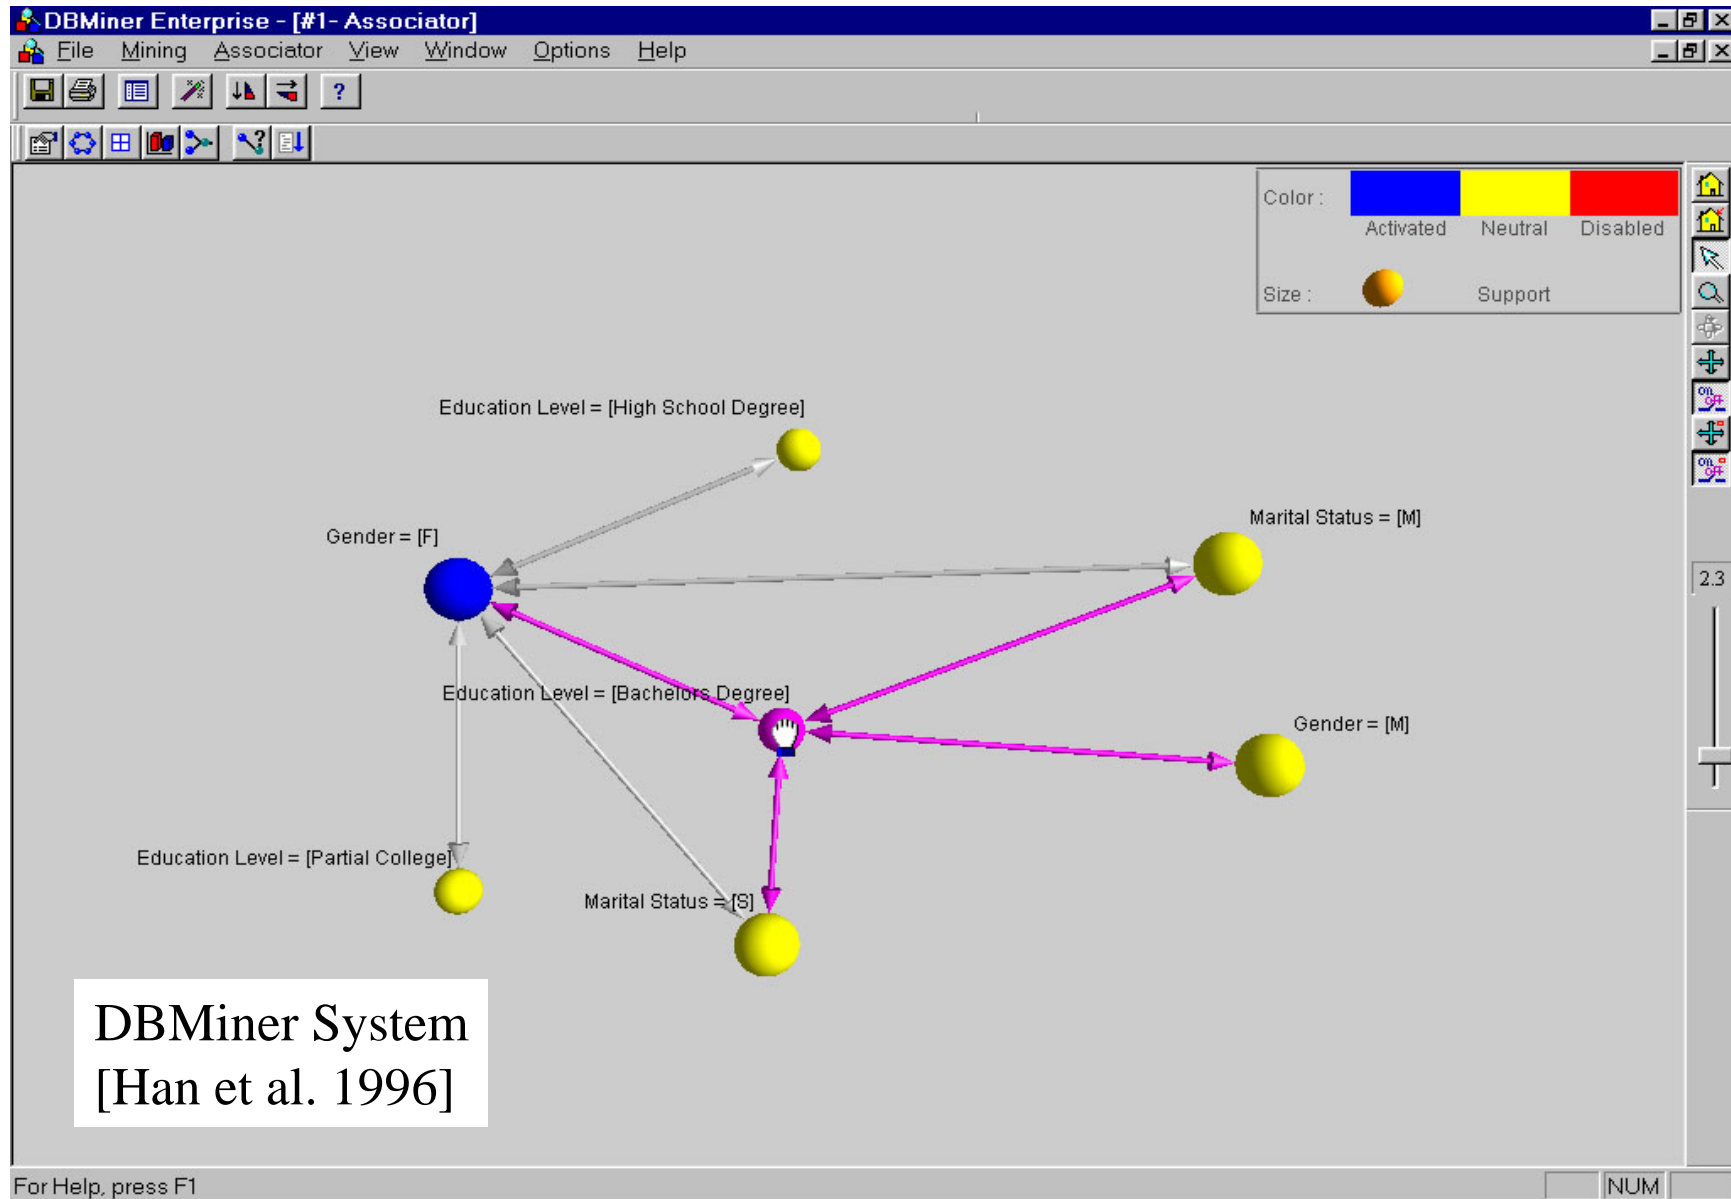 DBMiner Enterprise - [#1- Associator]
File Mining Associator View Window Options Help
Color :
Activated Neutral Disabled
Size : Support
Education Level = [High School Degree]
Marital Status = [M]
Gender = [F]
2.3
Education Level = [Bachelors Degree]
Gender = [M]
Education Level = [Partial College]
Marital Status = [S]
DBMiner System
[Han et al. 1996]
For Help, press F1
NUM